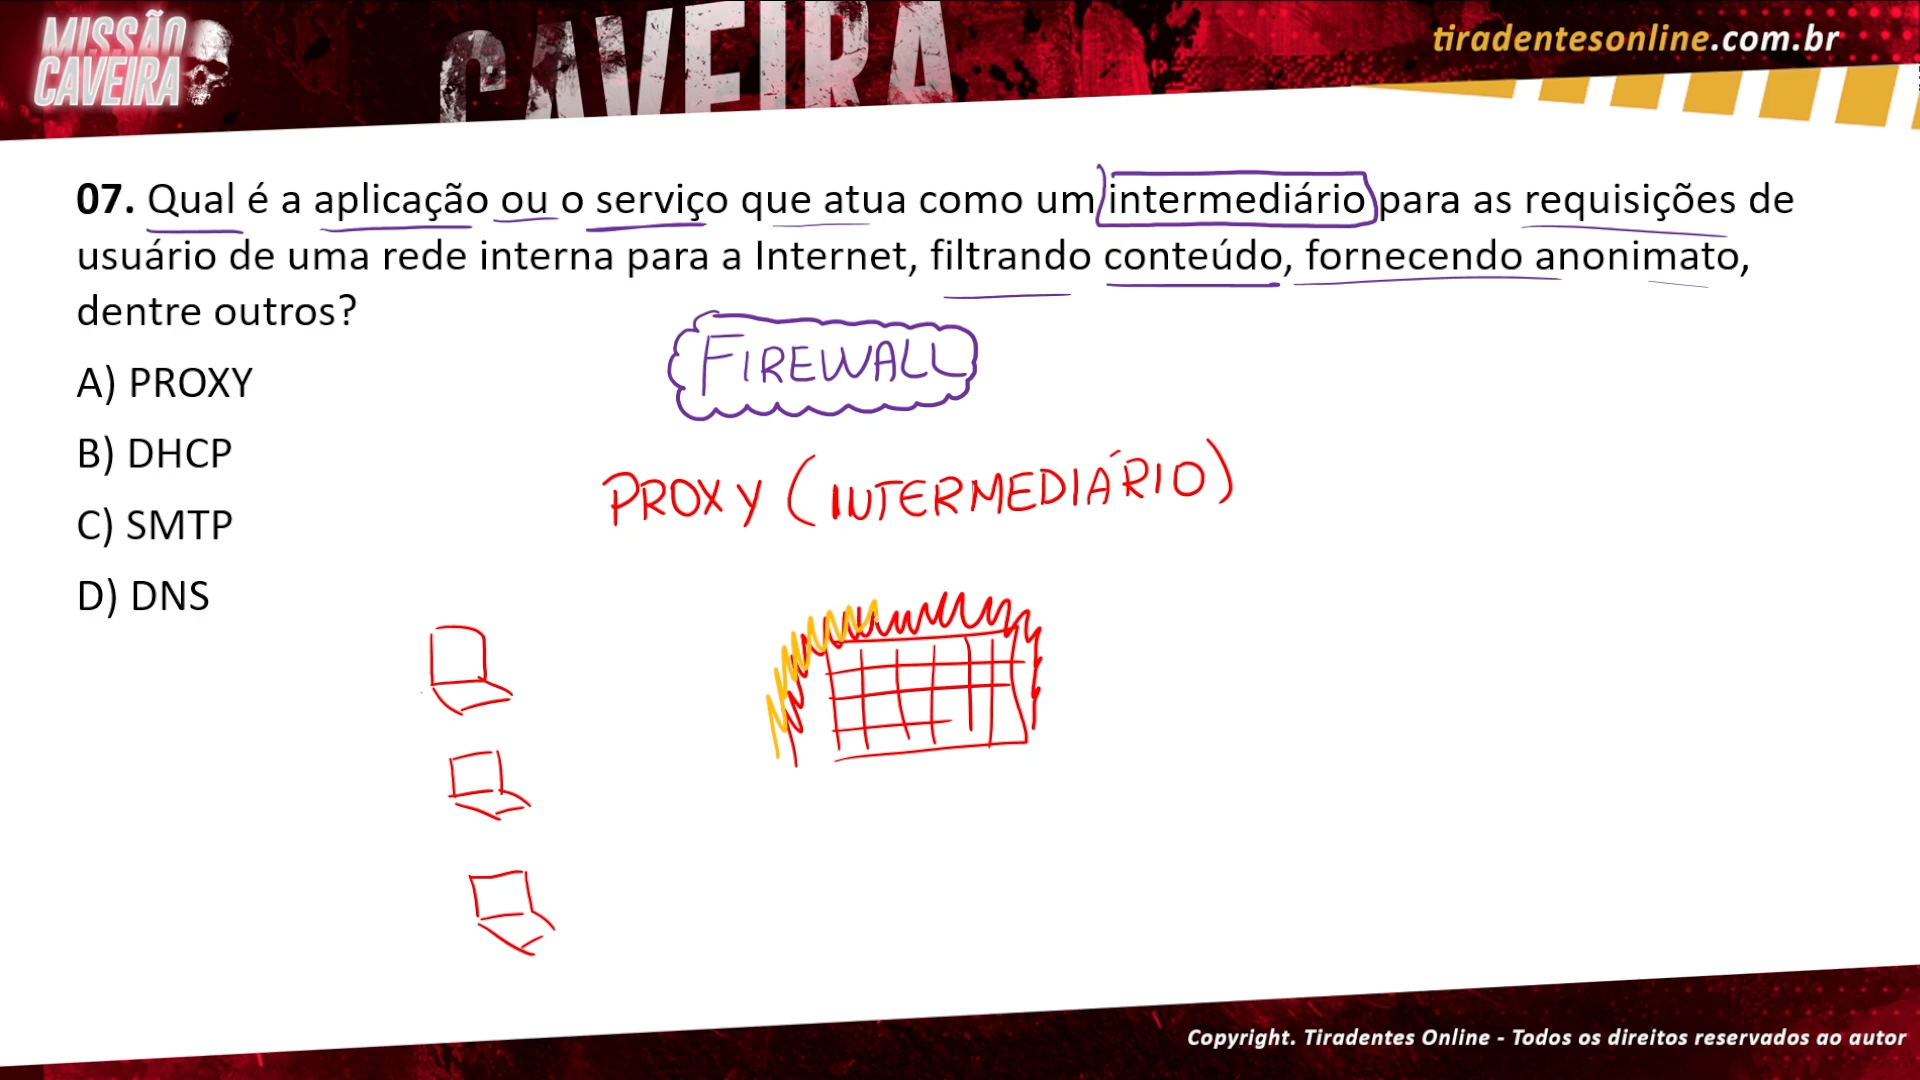 MISSÃO
CAVEIRA
CAVEIRA
tiradentesonline.com.br
07. Qual é a aplicação ou o serviço que atua como um intermediário para as requisições de
usuário de uma rede interna para a Internet, filtrando conteúdo, fornecendo anonimato,
dentre outros?
FIREWALL
A) PROXY
B) DHCP
PROXY (INTERMEDIÁRIO)
C) SMTP
D) DNS
Copyright. Tiradentes Online - Todos os direitos reservados ao autor